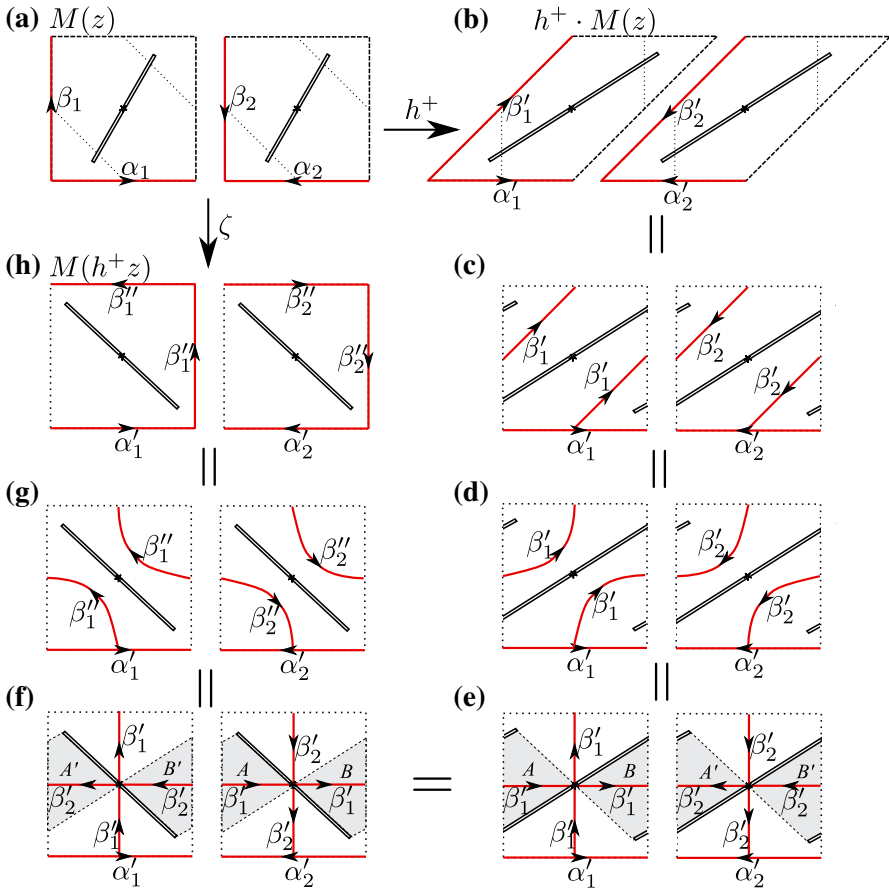 (a) M(z)
β₁ β₂
α₁ α₂
h⁺
(b) h⁺ · M(z)
β′₁ β′₂
α′₁ α′₂
ζ
(h) M(h⁺z)
β″₁ β″₂
β″₁ β″₂
α′₁ α′₂
(c)
β′₁ β′₂
β′₁ β′₂
α′₁ α′₂
(g)
β″₁ β″₂
β″₁ β″₂
α′₁ α′₂
(d)
β′₁ β′₂
β′₁ β′₂
α′₁ α′₂
(f)
β′₁ β′₂
A′ B′ A B
β′₂ β′₂ β′₁ β′₁
β′₁ β′₂
α′₁ α′₂
(e)
β′₁ β′₂
A B A′ B′
β′₁ β′₁ β′₂ β′₂
β′₁ β′₂
α′₁ α′₂